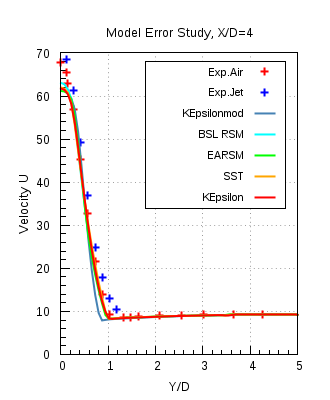 Model Error Study, X/D=4
70
60
50
40
30
20
10
0
Velocity U
Exp.Air
Exp.Jet
KEpsilonmod
BSL RSM
EARSM
SST
KEpsilon
0 1 2 3 4 5
Y/D